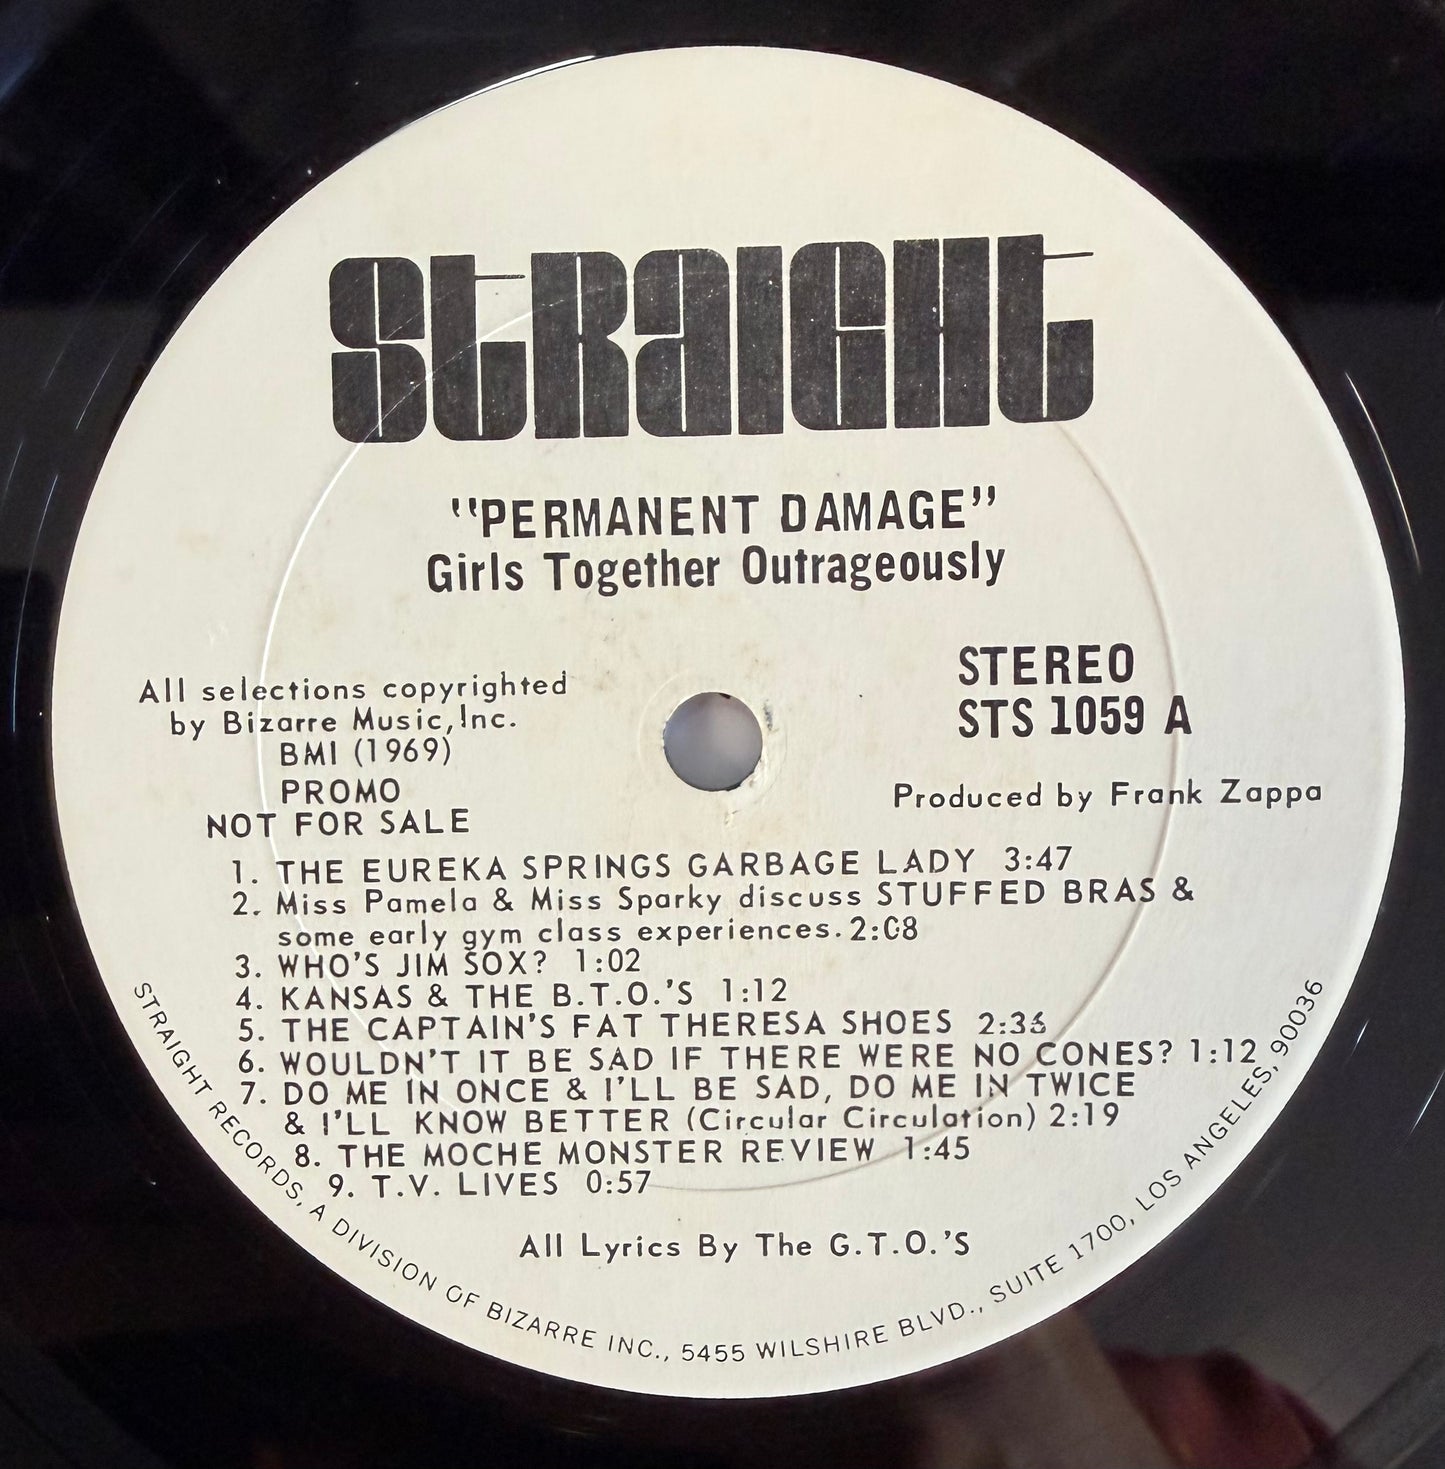 STRAIGHT
"PERMANENT DAMAGE"
Girls Together Outrageously
All selections copyrighted
by Bizarre Music, Inc.
BMI (1969)
PROMO
NOT FOR SALE
STEREO
STS 1059 A
Produced by Frank Zappa
1. THE EUREKA SPRINGS GARBAGE LADY 3:47
2. Miss Pamela & Miss Sparky discuss STUFFED BRAS &
some early gym class experiences. 2:08
3. WHO'S JIM SOX? 1:02
4. KANSAS & THE B.T.O.'S 1:12
5. THE CAPTAIN'S FAT THERESA SHOES 2:36
6. WOULDN'T IT BE SAD IF THERE WERE NO CONES? 1:12
7. DO ME IN ONCE & I'LL BE SAD, DO ME IN TWICE
& I'LL KNOW BETTER (Circular Circulation) 2:19
8. THE MOCHE MONSTER REVIEW 1:45
9. T.V. LIVES 0:57
All Lyrics By The G.T.O.'S
STRAIGHT RECORDS, A DIVISION OF BIZARRE INC., 5455 WILSHIRE BLVD., SUITE 1700, LOS ANGELES, 90036